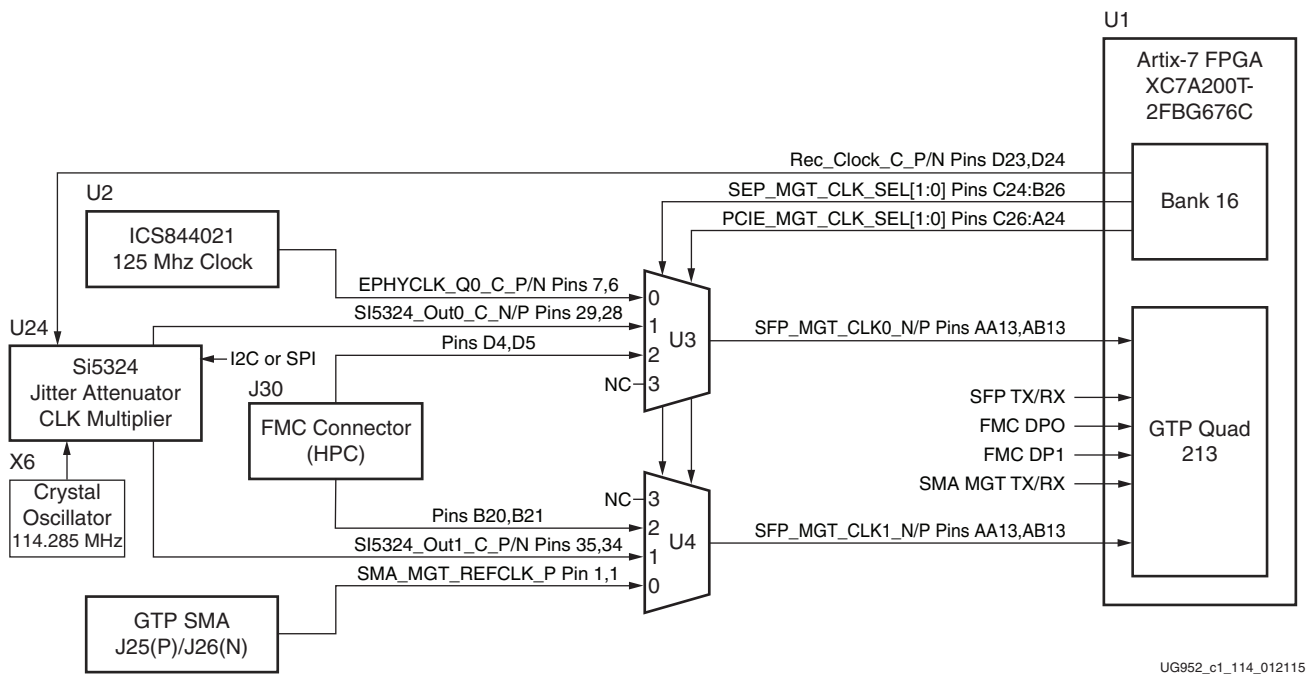 U1
Artix-7 FPGA
XC7A200T-
2FBG676C
Rec_Clock_C_P/N Pins D23,D24
SEP_MGT_CLK_SEL[1:0] Pins C24:B26
PCIE_MGT_CLK_SEL[1:0] Pins C26:A24
Bank 16
U2
ICS844021
125 Mhz Clock
EPHYCLK_Q0_C_P/N Pins 7,6
SI5324_Out0_C_N/P Pins 29,28
Pins D4,D5
NC
0
1
2
3
U3
SFP_MGT_CLK0_N/P Pins AA13,AB13
U24
Si5324
Jitter Attenuator
CLK Multiplier
I2C or SPI
J30
FMC Connector
(HPC)
X6
Crystal
Oscillator
114.285 MHz
SFP TX/RX
FMC DPO
FMC DP1
SMA MGT TX/RX
GTP Quad
213
NC
Pins B20,B21
SI5324_Out1_C_P/N Pins 35,34
SMA_MGT_REFCLK_P Pin 1,1
3
2
1
0
U4
SFP_MGT_CLK1_N/P Pins AA13,AB13
GTP SMA
J25(P)/J26(N)
UG952_c1_114_012115